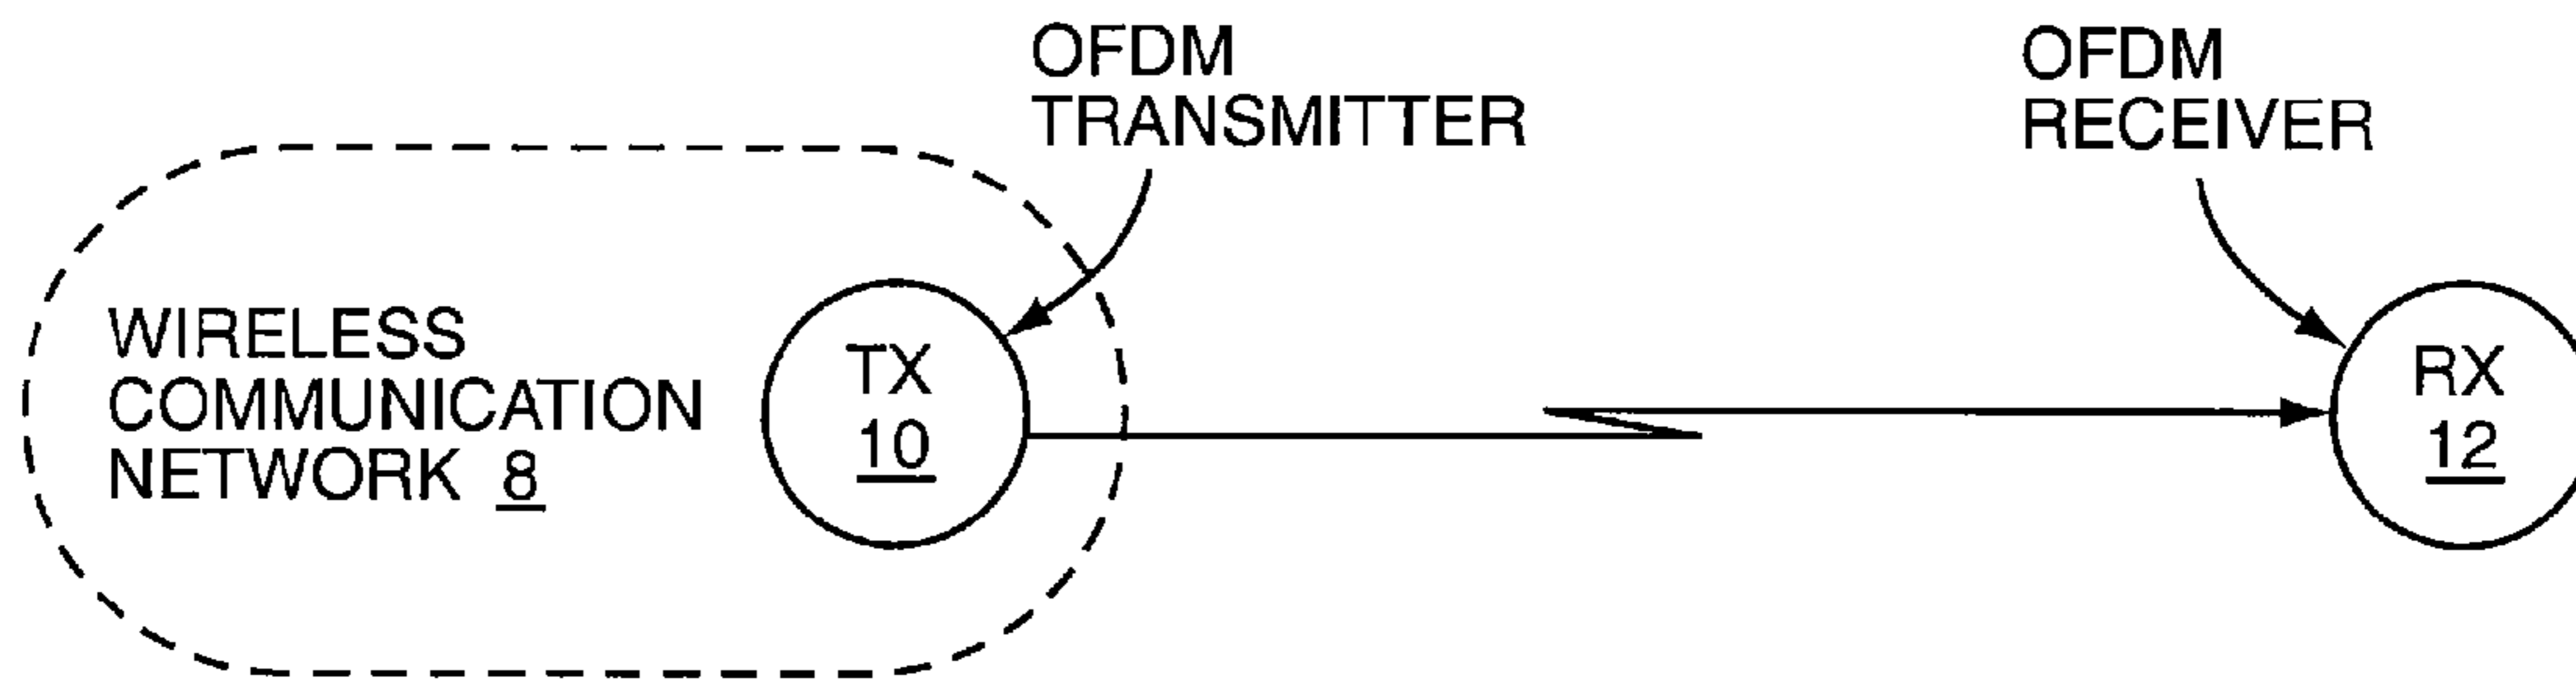 OFDM
TRANSMITTER
OFDM
RECEIVER
WIRELESS
COMMUNICATION
NETWORK 8
TX
10
RX
12